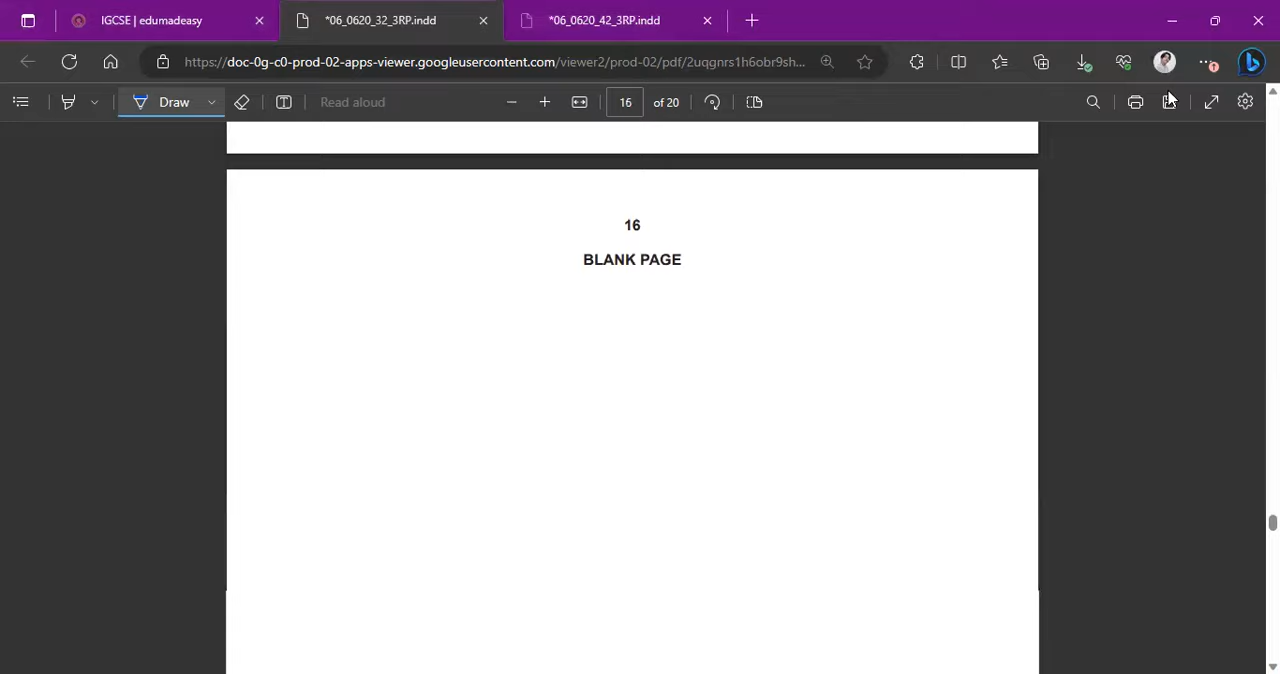 IGCSE | edumadeasy
*06_0620_32_3RP.indd
*06_0620_42_3RP.indd
https://doc-0g-c0-prod-02-apps-viewer.googleusercontent.com/viewer2/prod-02/pdf/2uqgnrs1h6obr9sh...
Draw
Read aloud
16
of 20
16
BLANK PAGE